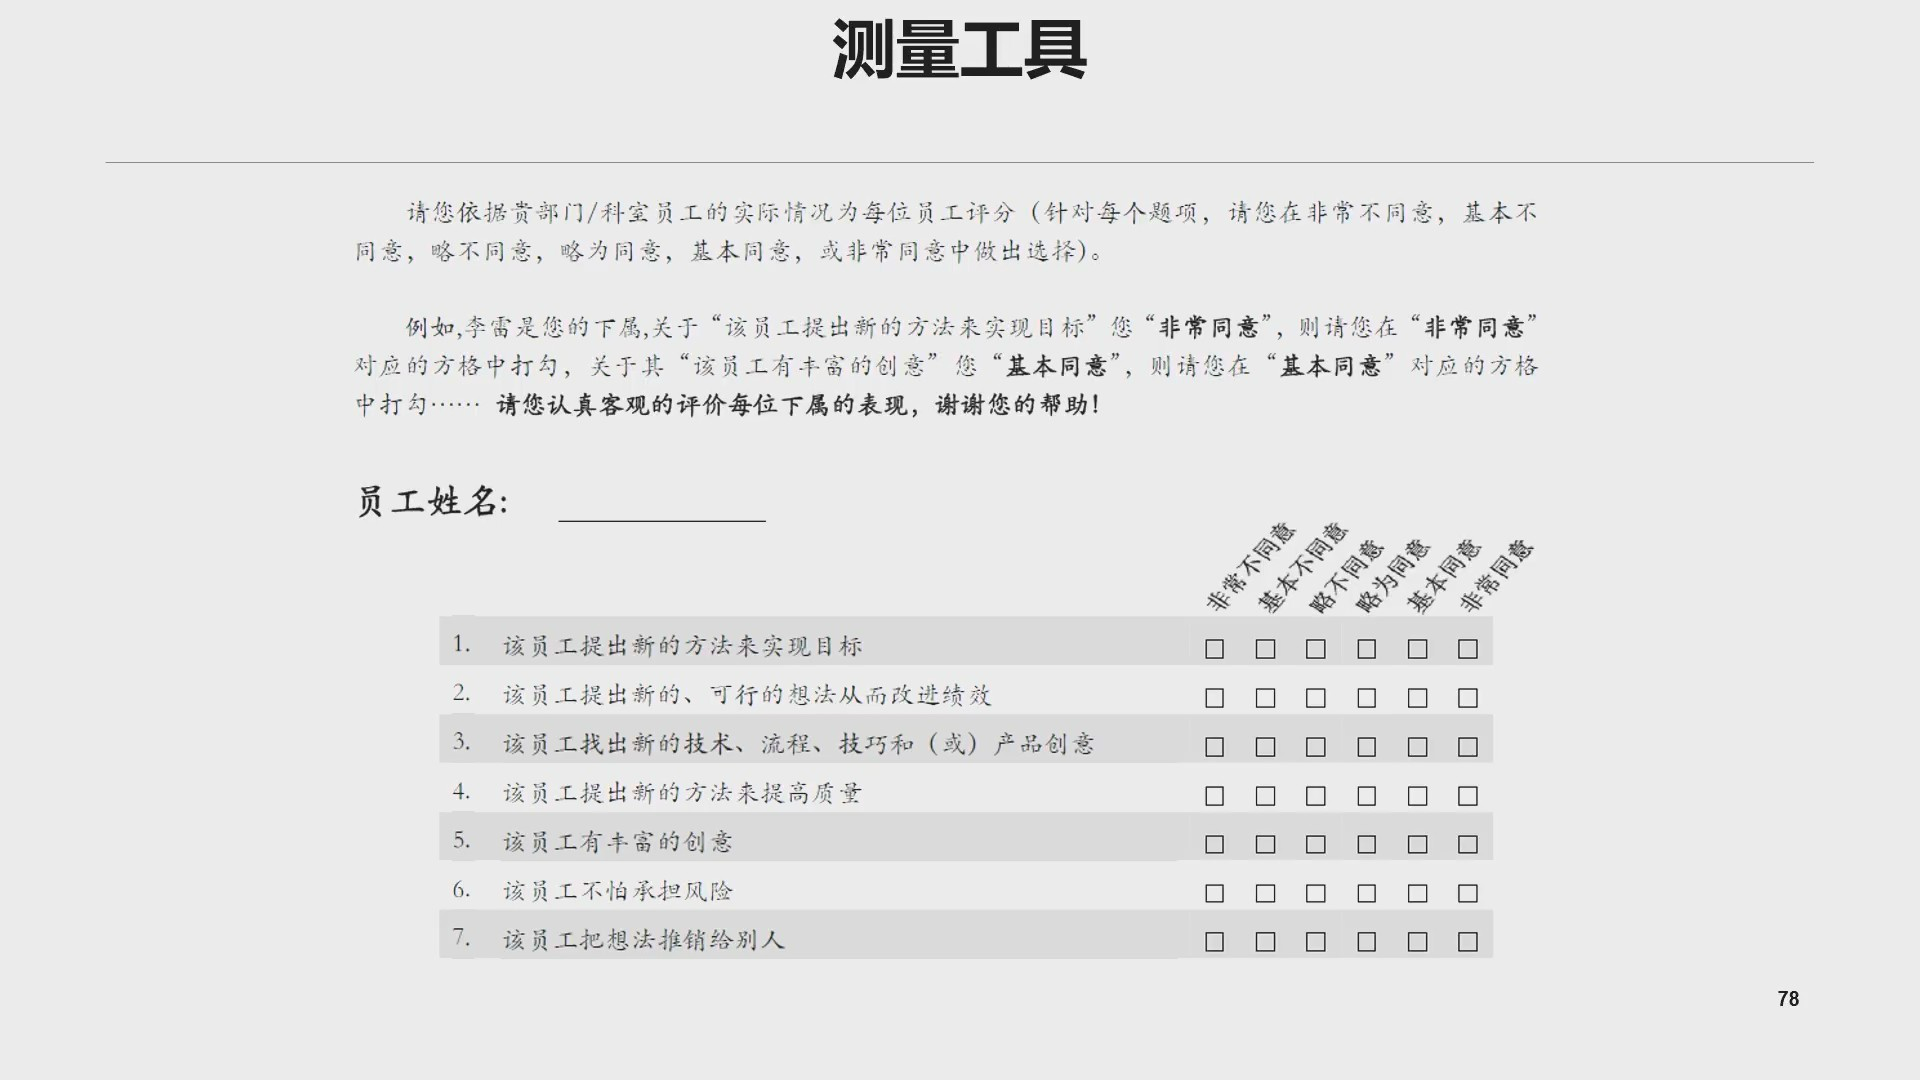 测量工具
请您依据贵部门/科室员工的实际情况为每位员工评分（针对每个题项，请您在非常不同意，基本不
同意，略不同意，略为同意，基本同意，或非常同意中做出选择)。
例如,李雷是您的下属,关于“该员工提出新的方法来实现目标”您“非常同意”，则请您在“非常同意”
对应的方格中打勾，关于其“该员工有丰富的创意”您“基本同意”，则请您在“基本同意”对应的方格
中打勾…… 请您认真客观的评价每位下属的表现，谢谢您的帮助！
员工姓名:
非常不同意 基本不同意 略不同意 略为同意 基本同意 非常同意
1. 该员工提出新的方法来实现目标 □ □ □ □ □ □
2. 该员工提出新的、可行的想法从而改进绩效 □ □ □ □ □ □
3. 该员工找出新的技术、流程、技巧和（或）产品创意 □ □ □ □ □ □
4. 该员工提出新的方法来提高质量 □ □ □ □ □ □
5. 该员工有丰富的创意 □ □ □ □ □ □
6. 该员工不怕承担风险 □ □ □ □ □ □
7. 该员工把想法推销给别人 □ □ □ □ □ □
78